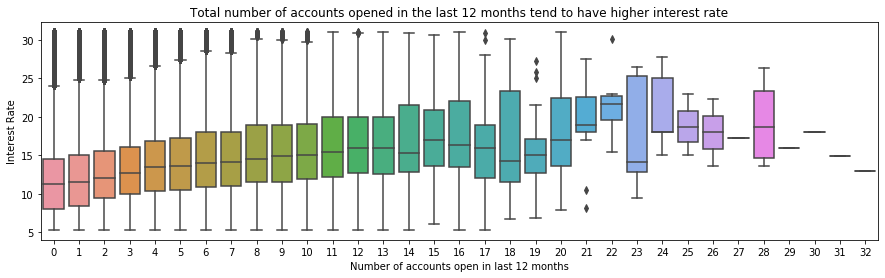 Total number of accounts opened in the last 12 months tend to have higher interest rate
30
25
20
15
10
5
Interest Rate
0 1 2 3 4 5 6 7 8 9 10 11 12 13 14 15 16 17 18 19 20 21 22 23 24 25 26 27 28 29 30 31 32
Number of accounts open in last 12 months